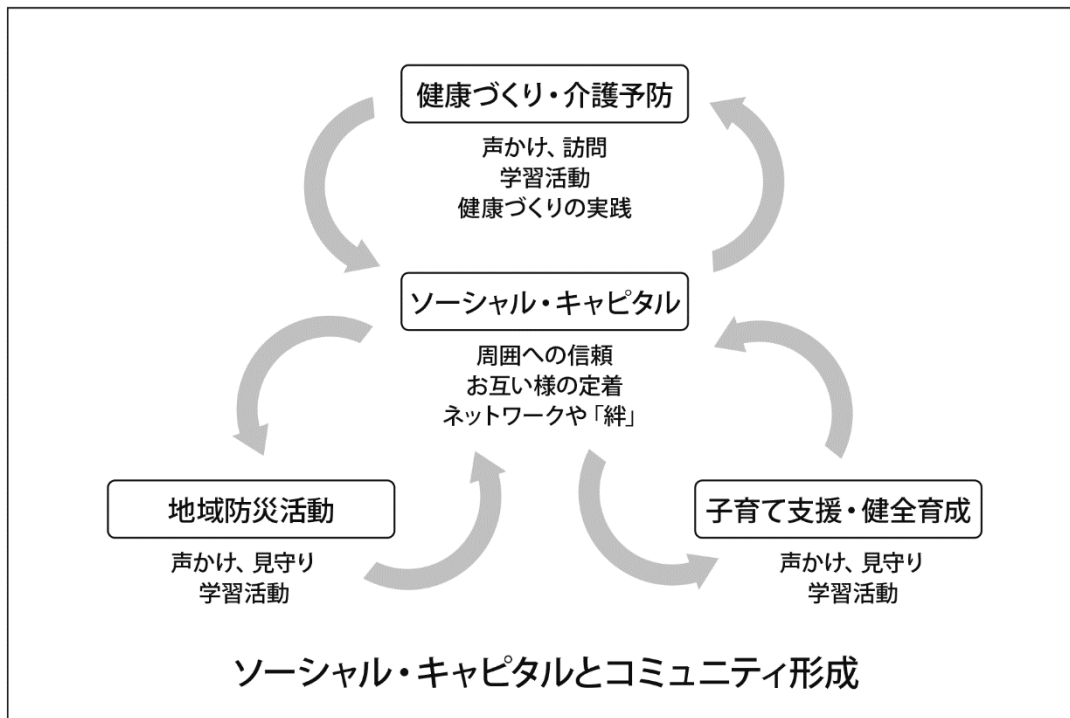 健康づくり・介護予防
声かけ、訪問
学習活動
健康づくりの実践
ソーシャル・キャピタル
周囲への信頼
お互い様の定着
ネットワークや「絆」
地域防災活動
声かけ、見守り
学習活動
子育て支援・健全育成
声かけ、見守り
学習活動
ソーシャル・キャピタルとコミュニティ形成